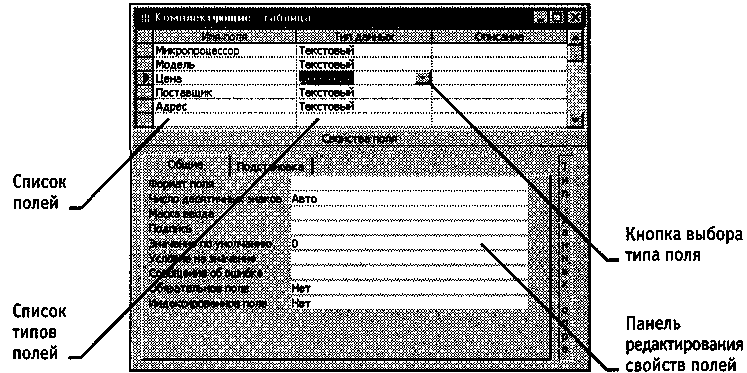 Комплектующие : таблица
Имя поля Тип данных Описание
Микропроцессор Текстовый
Модель Текстовый
Цена
Поставщик Текстовый
Адрес Текстовый
Свойства поля
Общие Подстановка
Формат поля
Число десятичных знаков Авто
Маска ввода
Подпись
Значение по умолчанию 0
Условие на значение
Сообщение об ошибке
Обязательное поле Нет
Индексированное поле Нет
Список
полей
Список
типов
полей
Кнопка выбора
типа поля
Панель
редактирования
свойств полей